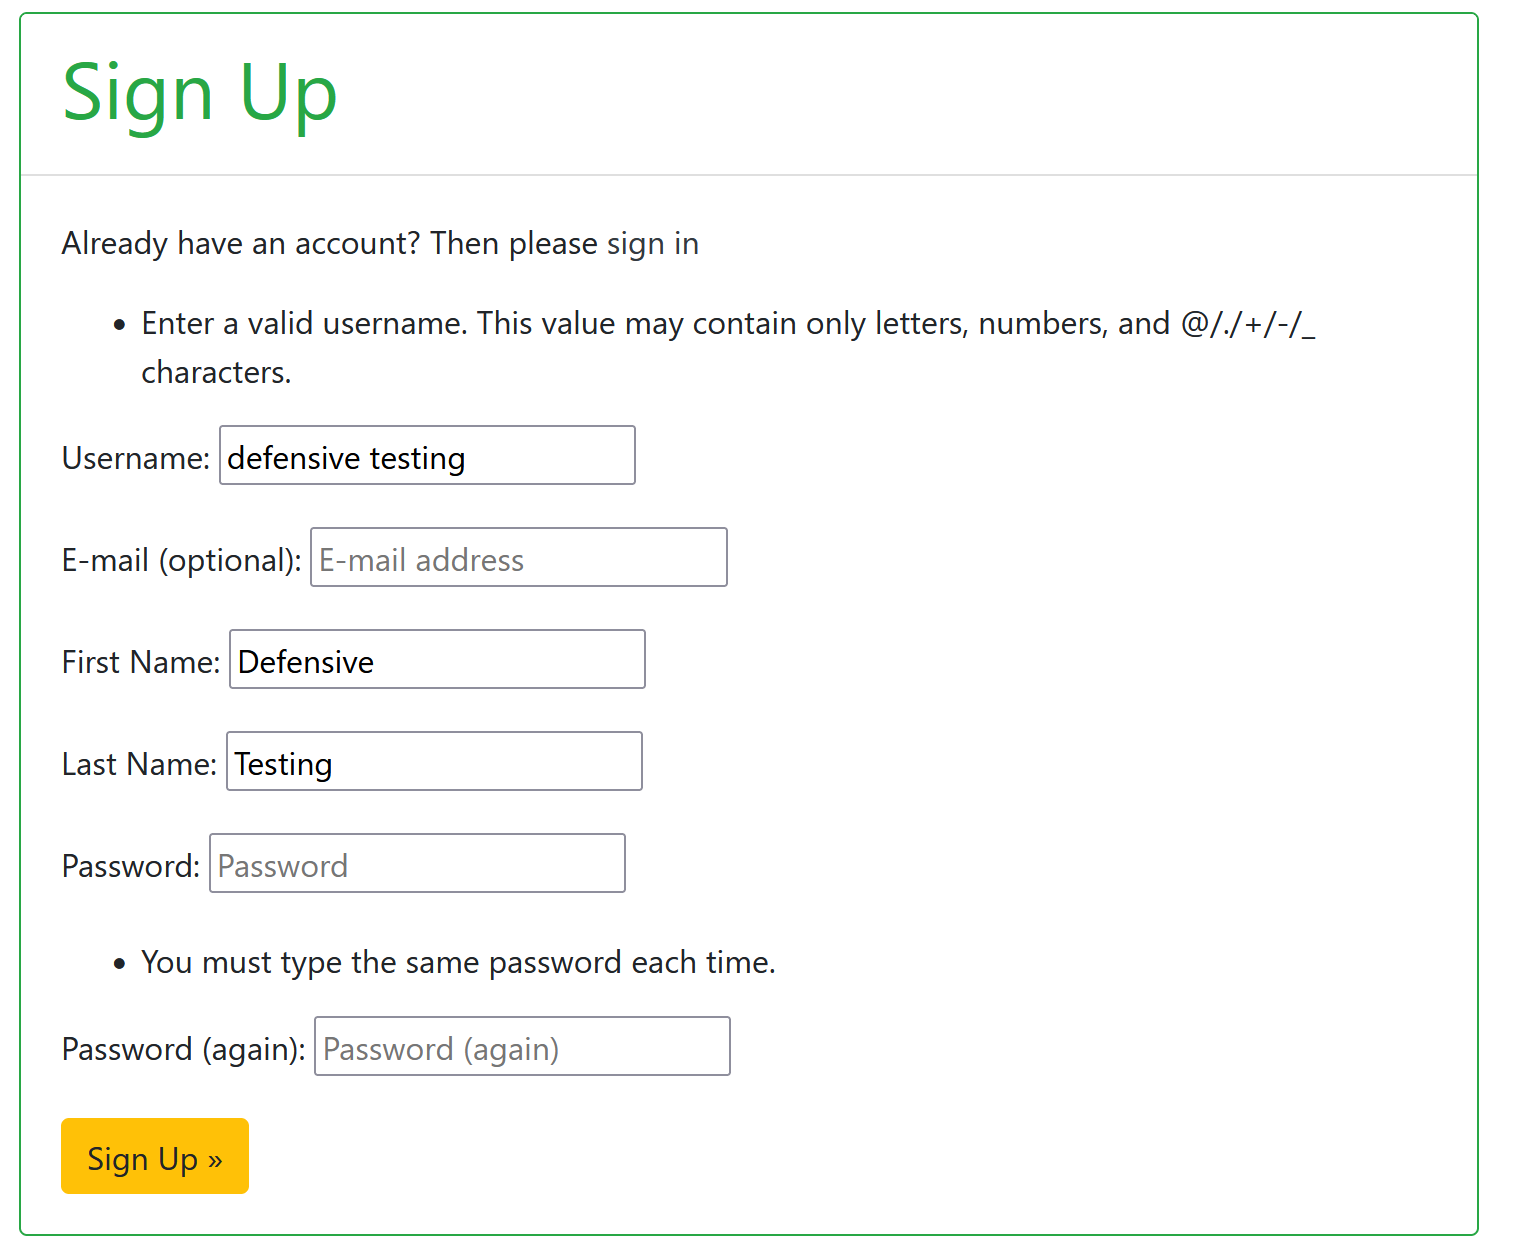 Sign Up
Already have an account? Then please sign in
• Enter a valid username. This value may contain only letters, numbers, and @/./+/-/_
characters.
Username: defensive testing
E-mail (optional): E-mail address
First Name: Defensive
Last Name: Testing
Password: Password
• You must type the same password each time.
Password (again): Password (again)
Sign Up »